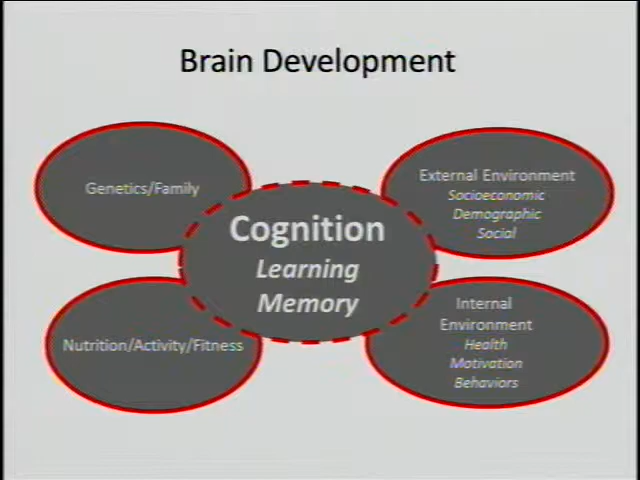 Brain Development
Genetics/Family
External Environment
Socioeconomic
Demographic
Social
Cognition
Learning
Memory
Nutrition/Activity/Fitness
Internal
Environment
Health
Motivation
Behaviors